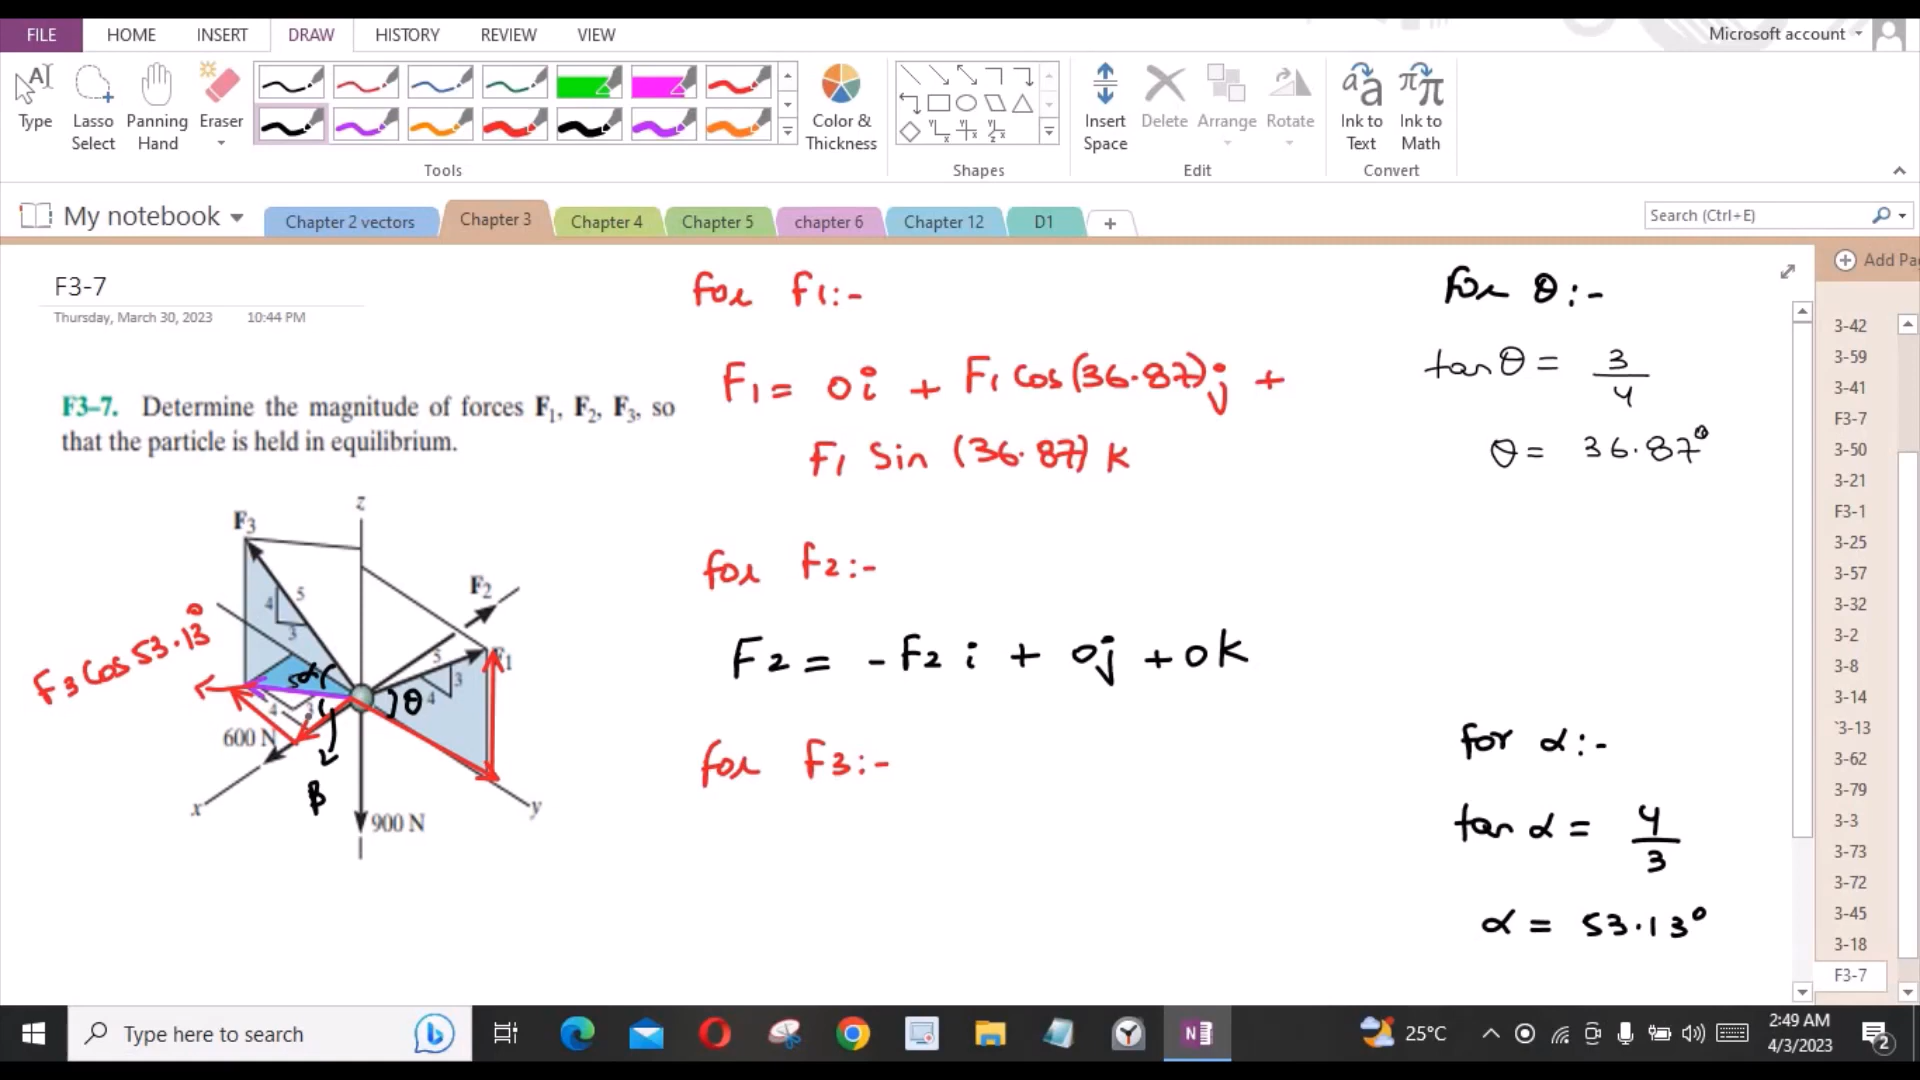 FILE HOME INSERT DRAW HISTORY REVIEW VIEW Microsoft account
Type Lasso Select Panning Hand Eraser
Color & Thickness
Insert Space Delete Arrange Rotate
Ink to Text Ink to Math
Tools Shapes Edit Convert
My notebook Chapter 2 vectors Chapter 3 Chapter 4 Chapter 5 chapter 6 Chapter 12 D1 +
Search (Ctrl+E)
F3-7
Thursday, March 30, 2023 10:44 PM
F3–7. Determine the magnitude of forces F1, F2, F3, so
that the particle is held in equilibrium.
z
F3
F2
F1
4 5 3
5 3 4
5 4 3
F3 cos 53.13°
α
θ
β
600 N
900 N
x
y
for F1:-
F1 = 0i + F1 cos(36.87)j +
F1 sin (36.87) k
for F2:-
F2 = -F2 i + 0j + 0k
for F3:-
for θ:-
tan θ = 3/4
θ = 36.87°
for α:-
tan α = 4/3
α = 53.13°
Add Pa
3-42
3-59
3-41
F3-7
3-50
3-21
F3-1
3-25
3-57
3-32
3-2
3-8
3-14
`3-13
3-62
3-79
3-3
3-73
3-72
3-45
3-18
F3-7
Type here to search
25°C
2:49 AM
4/3/2023
2